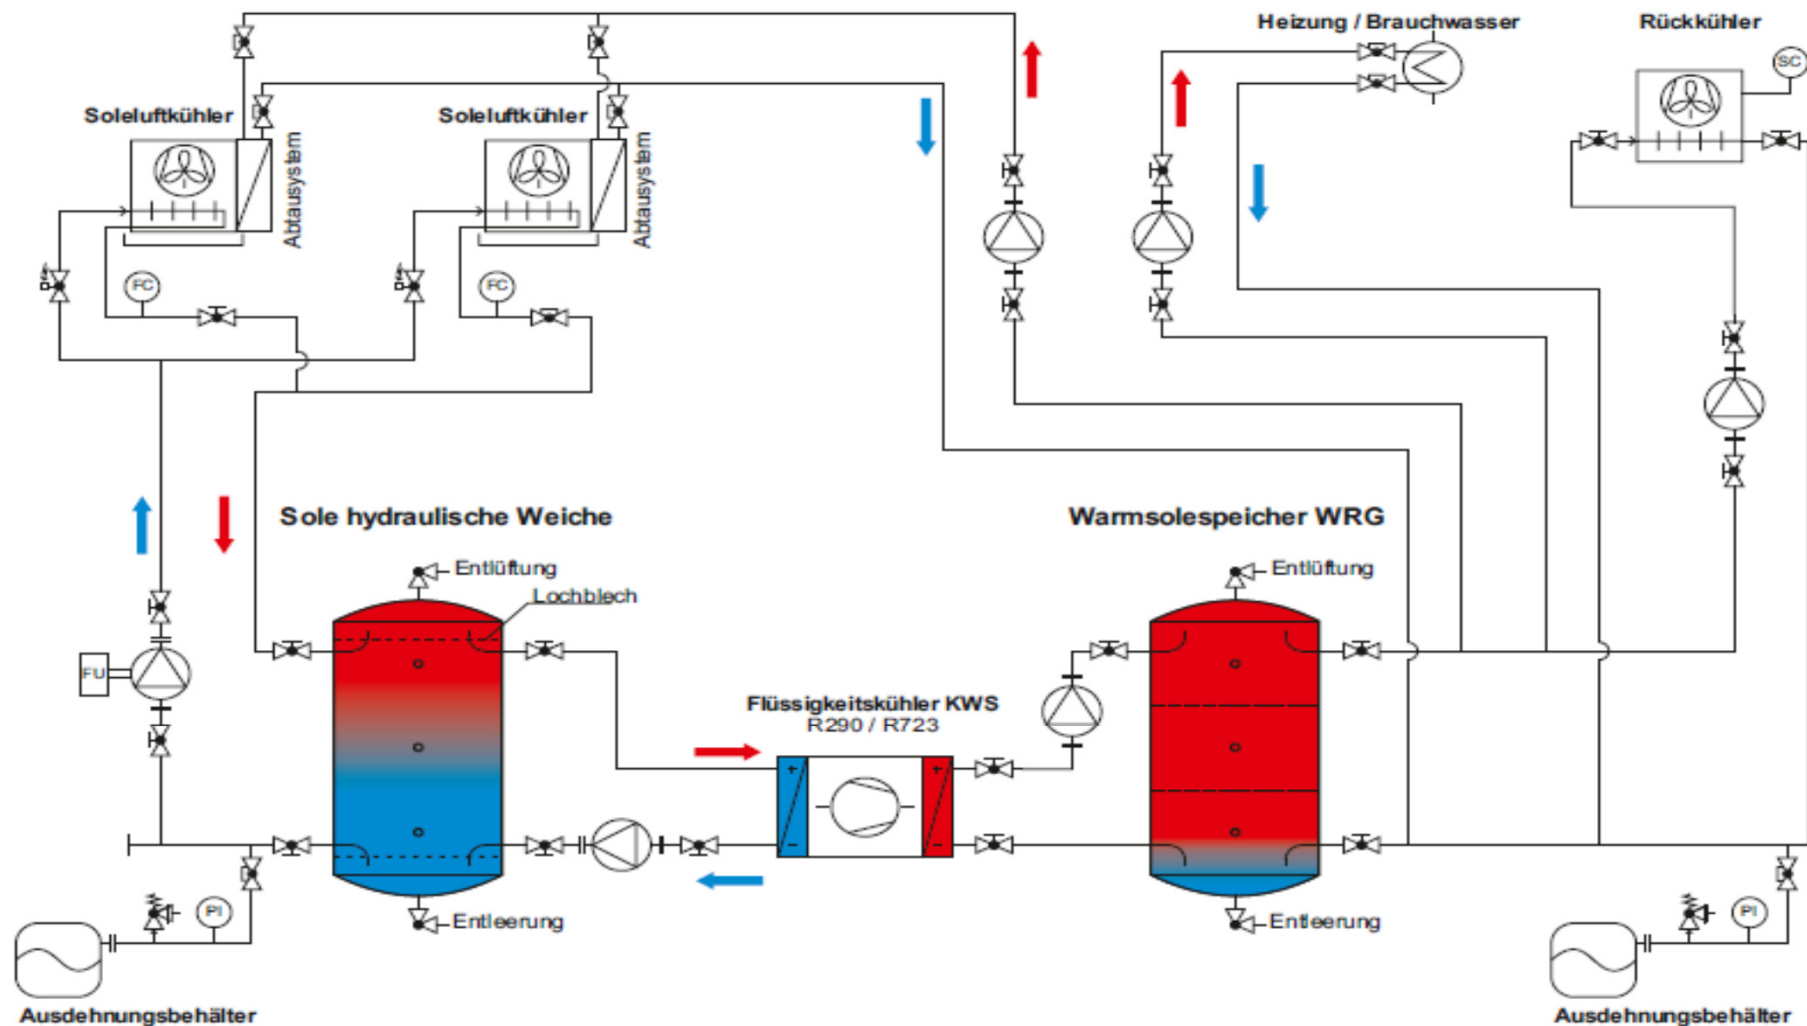 Heizung / Brauchwasser
Rückkühler
SC
Soleluftkühler
Soleluftkühler
Abtausystem
Abtausystem
FC
FC
Sole hydraulische Weiche
Warmsolespeicher WRG
Entlüftung
Entlüftung
Lochblech
FU
Flüssigkeitskühler KWS
R290 / R723
+
+
-
-
PI
Entleerung
Entleerung
PI
Ausdehnungsbehälter
Ausdehnungsbehälter